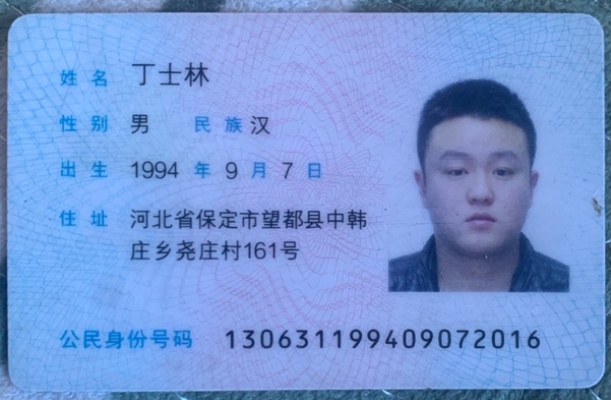 姓名 丁士林
性别 男 民族 汉
出生 1994 年 9 月 7 日
住址 河北省保定市望都县中韩
庄乡尧庄村161号
公民身份号码 130631199409072016